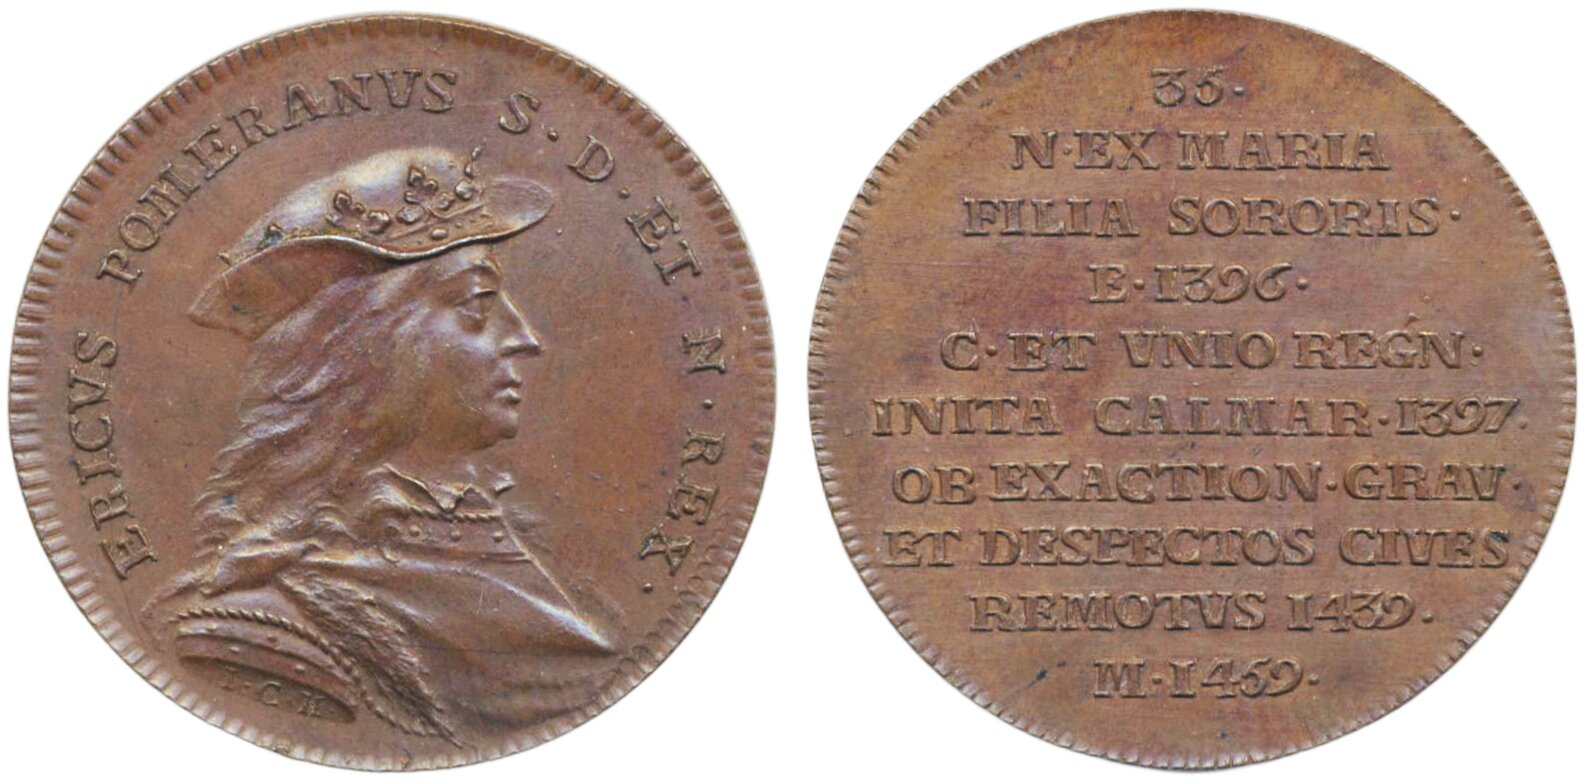 ERICVS POMERANVS S. D. ET N. REX.
I. C. H.
35.
N·EX MARIA
FILIA SORORIS·
E·1396·
C·ET VNIO REGN·
INITA CALMAR·1397.
OB EXACTION·GRAV·
ET DESPECTOS CIVES
REMOTVS 1439·
M·1459·